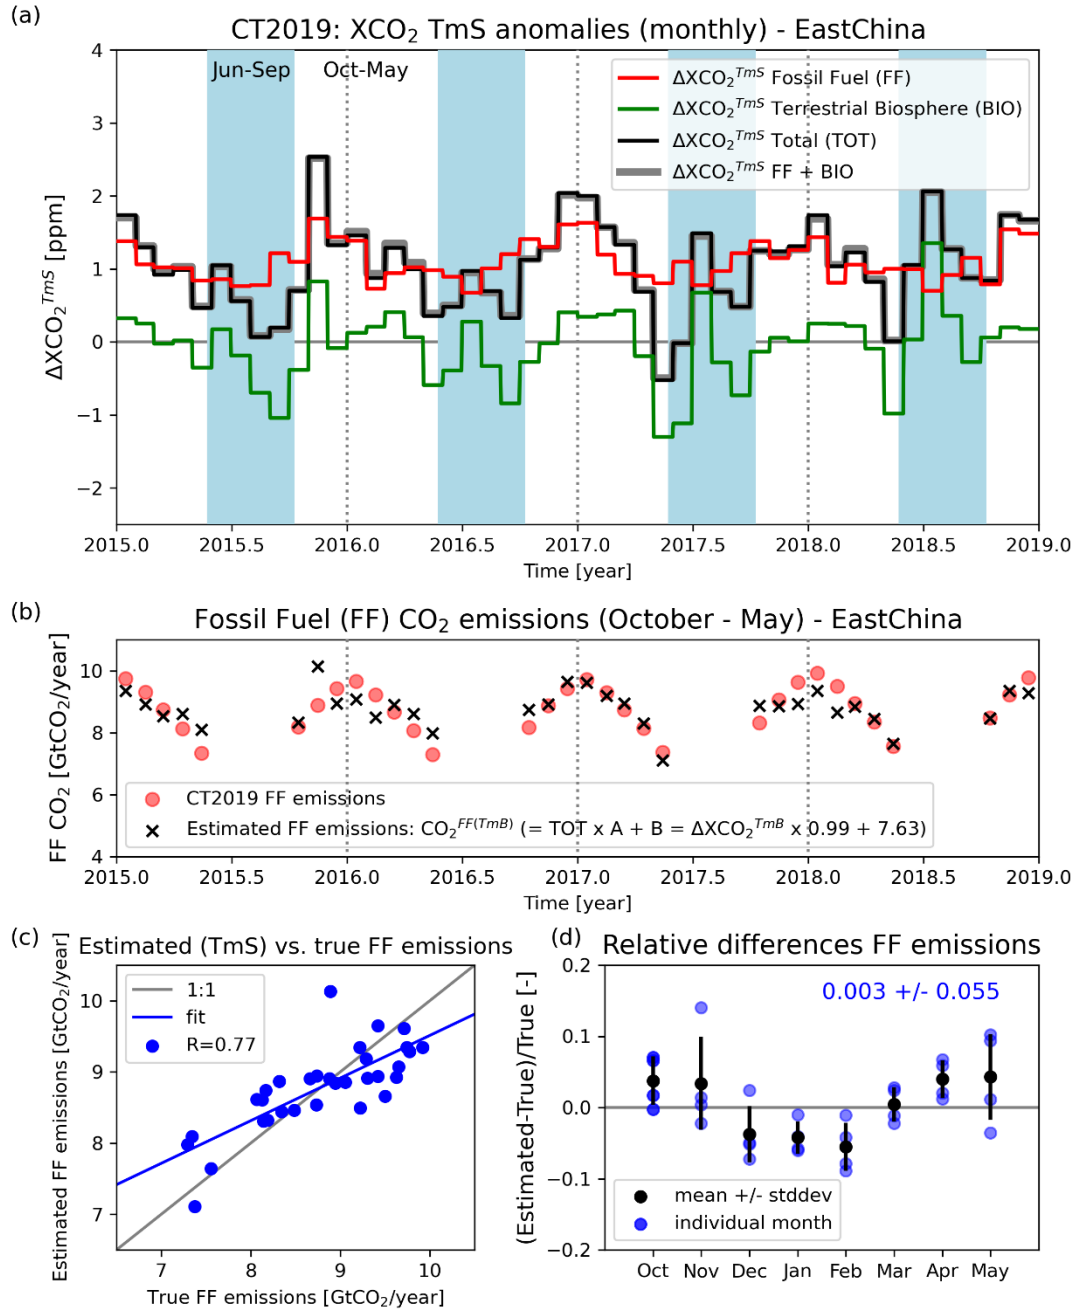 (a)
CT2019: XCO₂ TmS anomalies (monthly) - EastChina
Jun-Sep Oct-May
ΔXCO₂ᵀᵐˢ Fossil Fuel (FF)
ΔXCO₂ᵀᵐˢ Terrestrial Biosphere (BIO)
ΔXCO₂ᵀᵐˢ Total (TOT)
ΔXCO₂ᵀᵐˢ FF + BIO
ΔXCO₂ᵀᵐˢ [ppm]
4
3
2
1
0
−1
−2
2015.0 2015.5 2016.0 2016.5 2017.0 2017.5 2018.0 2018.5 2019.0
Time [year]
(b)
Fossil Fuel (FF) CO₂ emissions (October - May) - EastChina
FF CO₂ [GtCO₂/year]
10
8
6
4
CT2019 FF emissions
Estimated FF emissions: CO₂^FF(TmB) (= TOT x A + B = ΔXCO₂^TmB x 0.99 + 7.63)
2015.0 2015.5 2016.0 2016.5 2017.0 2017.5 2018.0 2018.5 2019.0
Time [year]
(c)
Estimated (TmS) vs. true FF emissions
Estimated FF emissions [GtCO₂/year]
1:1
fit
R=0.77
10
9
8
7
7 8 9 10
True FF emissions [GtCO₂/year]
(d)
Relative differences FF emissions
(Estimated-True)/True [-]
0.003 +/- 0.055
0.2
0.1
0.0
−0.1
−0.2
mean +/- stddev
individual month
Oct Nov Dec Jan Feb Mar Apr May